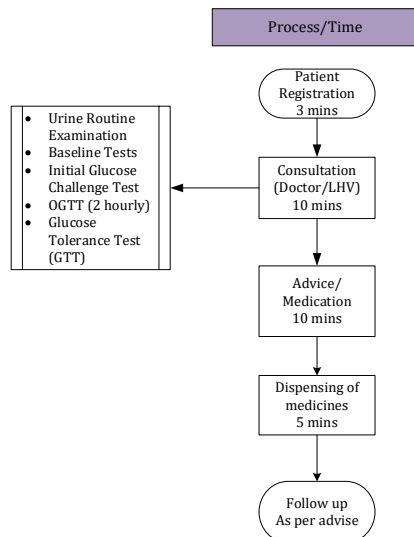 Process/Time
Patient
Registration
3 mins
• Urine Routine
Examination
• Baseline Tests
• Initial Glucose
Challenge Test
• OGTT (2 hourly)
• Glucose
Tolerance Test
(GTT)
Consultation
(Doctor/LHV)
10 mins
Advice/
Medication
10 mins
Dispensing of
medicines
5 mins
Follow up
As per advise